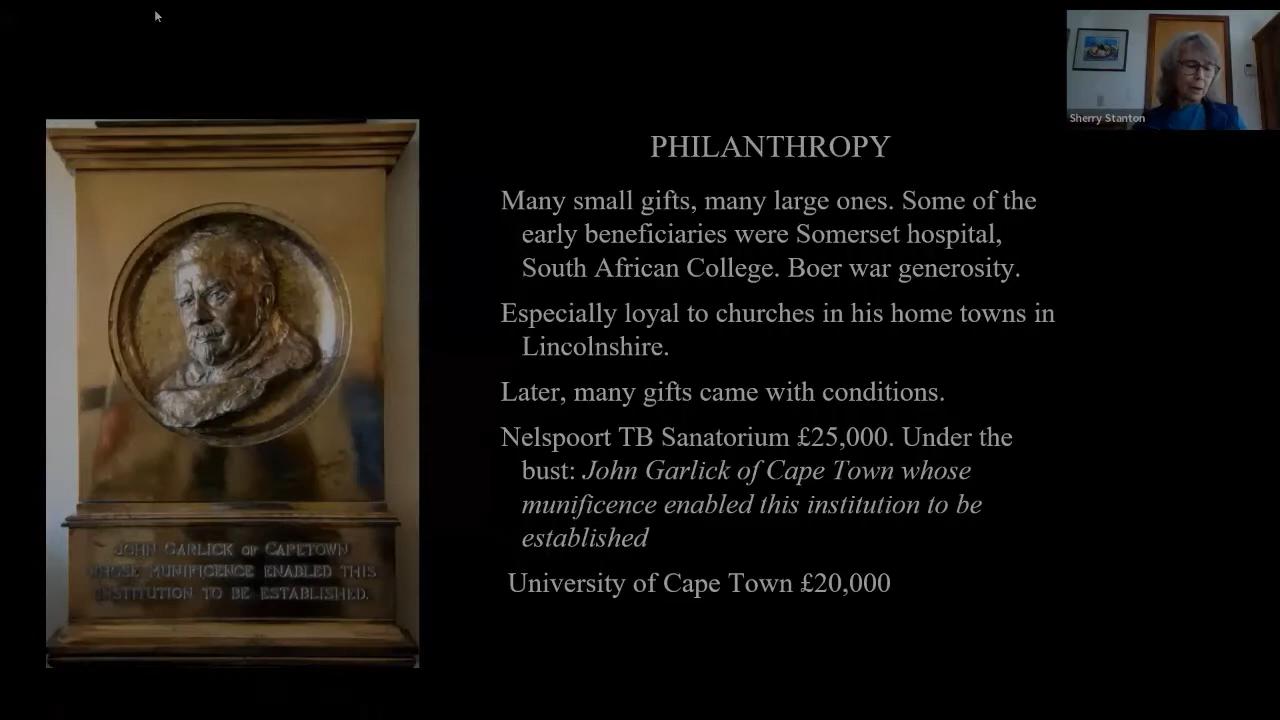 Sherry Stanton
PHILANTHROPY
Many small gifts, many large ones. Some of the
early beneficiaries were Somerset hospital,
South African College. Boer war generosity.
Especially loyal to churches in his home towns in
Lincolnshire.
Later, many gifts came with conditions.
Nelspoort TB Sanatorium £25,000. Under the
bust: John Garlick of Cape Town whose
munificence enabled this institution to be
established
University of Cape Town £20,000
JOHN GARLICK OF CAPETOWN
WHOSE MUNIFICENCE ENABLED THIS
INSTITUTION TO BE ESTABLISHED.